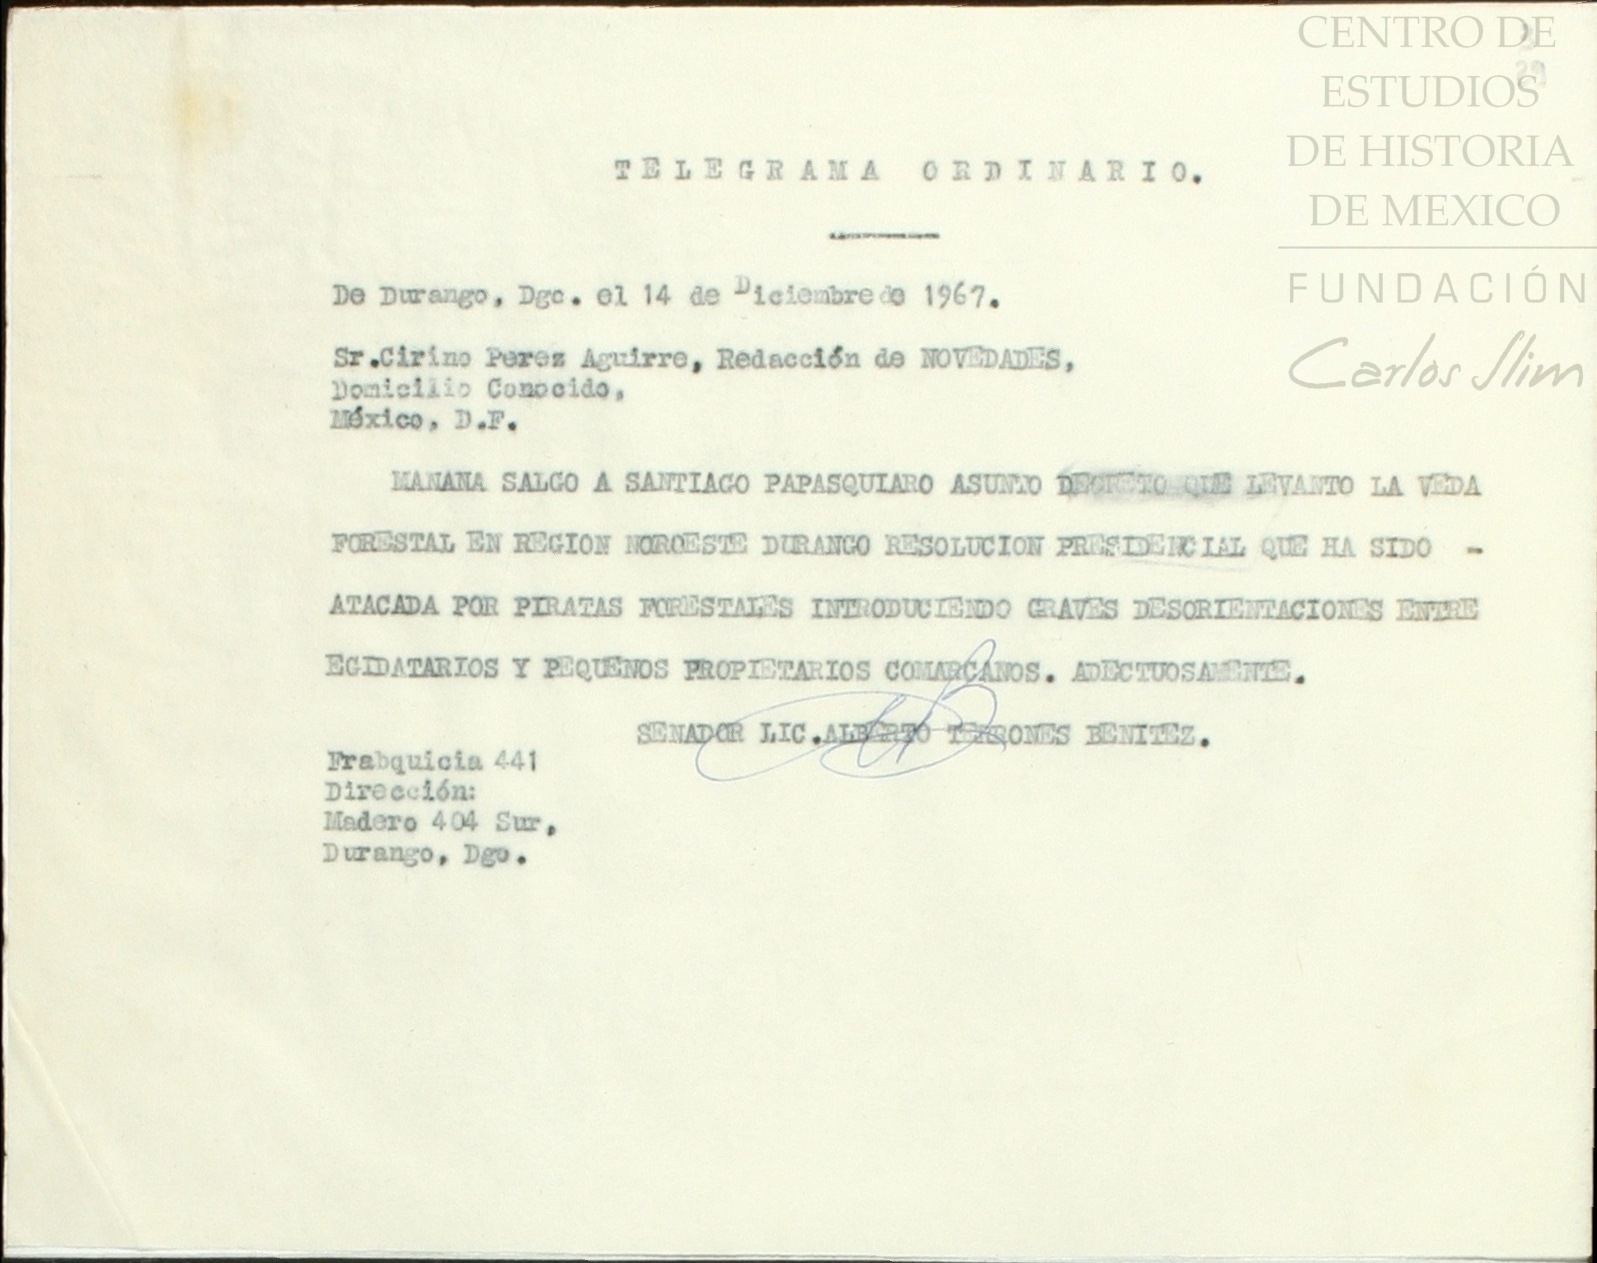 CENTRO DE
ESTUDIOS
DE HISTORIA
DE MEXICO
FUNDACIÓN
Carlos Slim
TELEGRAMA ORDINARIO.
De Durango, Dgo. el 14 de Diciembre de 1967.
Sr.Cirino Perez Aguirre, Redacción de NOVEDADES,
Domicilio Conocido,
México, D.F.
MANANA SALGO A SANTIAGO PAPASQUIARO ASUNTO DECRETO QUE LEVANTO LA VEDA
FORESTAL EN REGION NOROESTE DURANGO RESOLUCION PRESIDENCIAL QUE HA SIDO -
ATACADA POR PIRATAS FORESTALES INTRODUCIENDO GRAVES DESORIENTACIONES ENTRE
EGIDATARIOS Y PEQUENOS PROPIETARIOS COMARCANOS. ADECTUOSAMENTE.
SENADOR LIC.ALBERTO TERRONES BENITEZ.
Frabquicia 441
Dirección:
Madero 404 Sur.
Durango, Dgo.